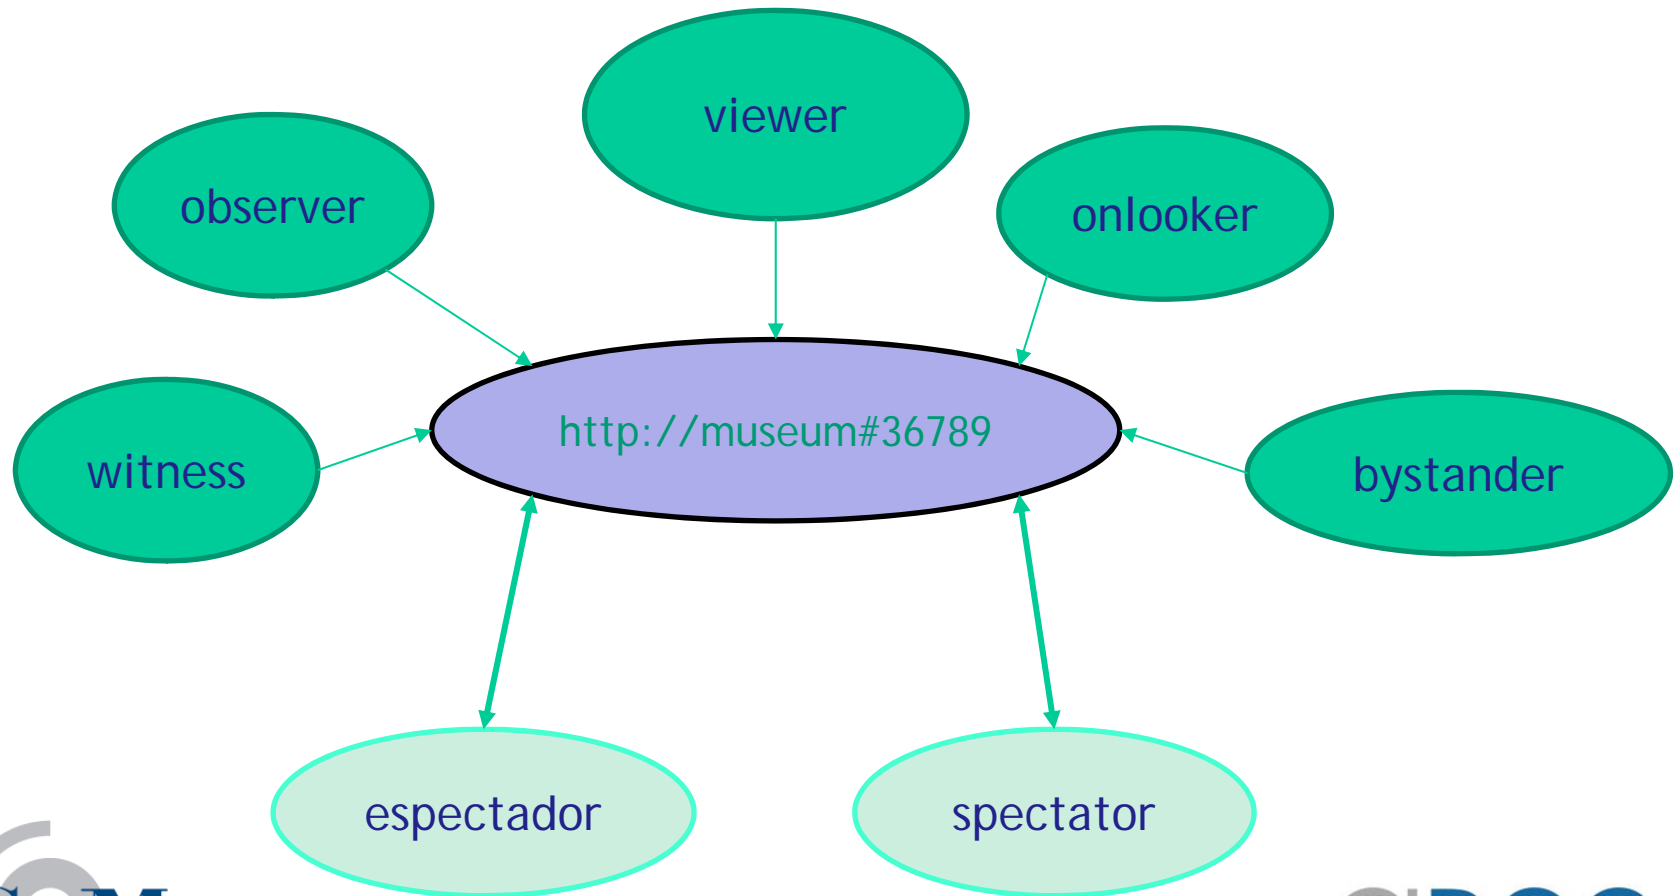 viewer
observer
onlooker
http://museum#36789
witness
bystander
espectador
spectator